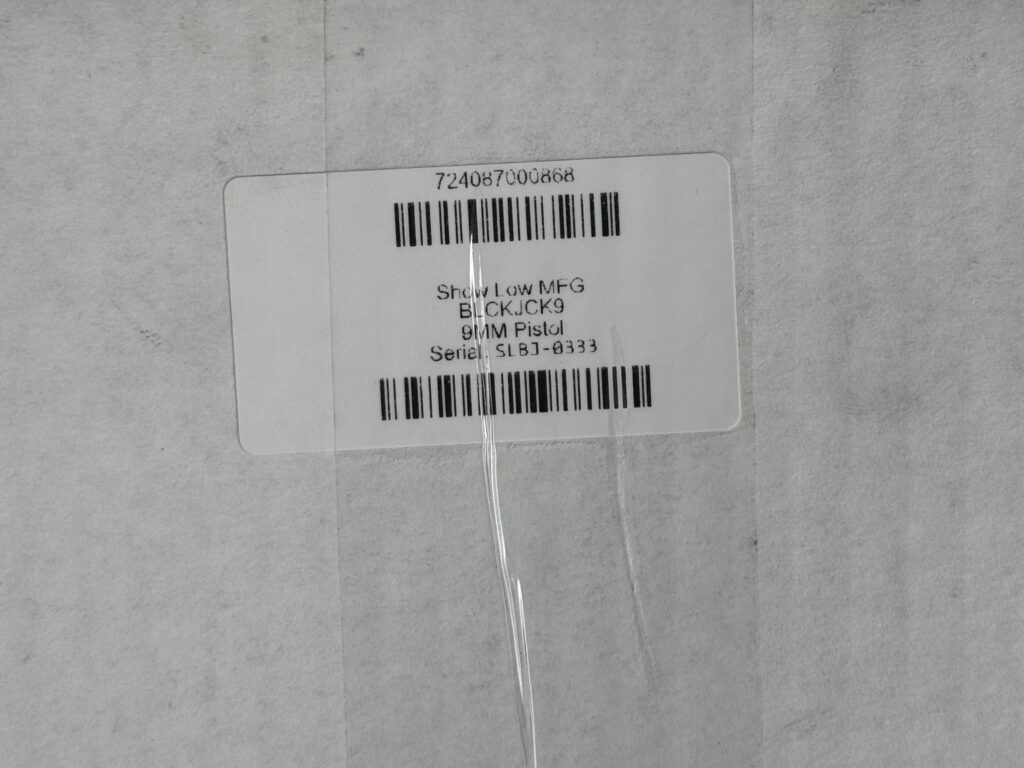 724087000868
Show Low MFG
BLCKJCK9
9MM Pistol
Serial: SLBJ-0333